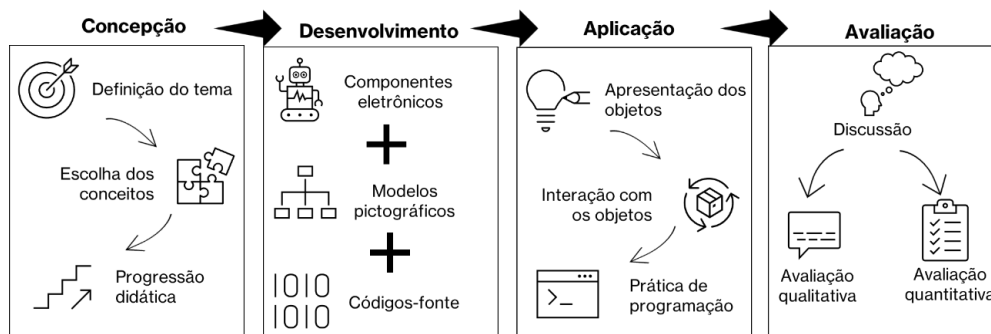 Concepção
Definição do tema
Escolha dos
conceitos
Progressão
didática
Desenvolvimento
Componentes
eletrônicos
Modelos
pictográficos
1010
1010
Códigos-fonte
Aplicação
Apresentação dos
objetos
Interação com
os objetos
>_
Prática de
programação
Avaliação
Discussão
Avaliação
qualitativa
Avaliação
quantitativa